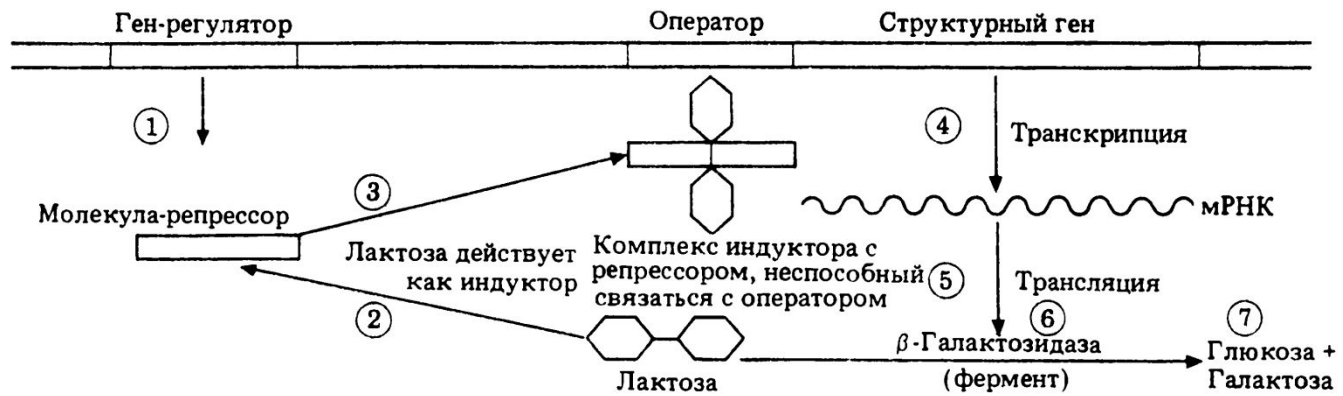 Ген-регулятор
Оператор
Структурный ген
1
4
Транскрипция
3
Молекула-репрессор
мРНК
Лактоза действует
как индуктор
Комплекс индуктора с
репрессором, неспособный
связаться с оператором
5
Трансляция
2
6
7
β-Галактозидаза
(фермент)
Глюкоза +
Галактоза
Лактоза